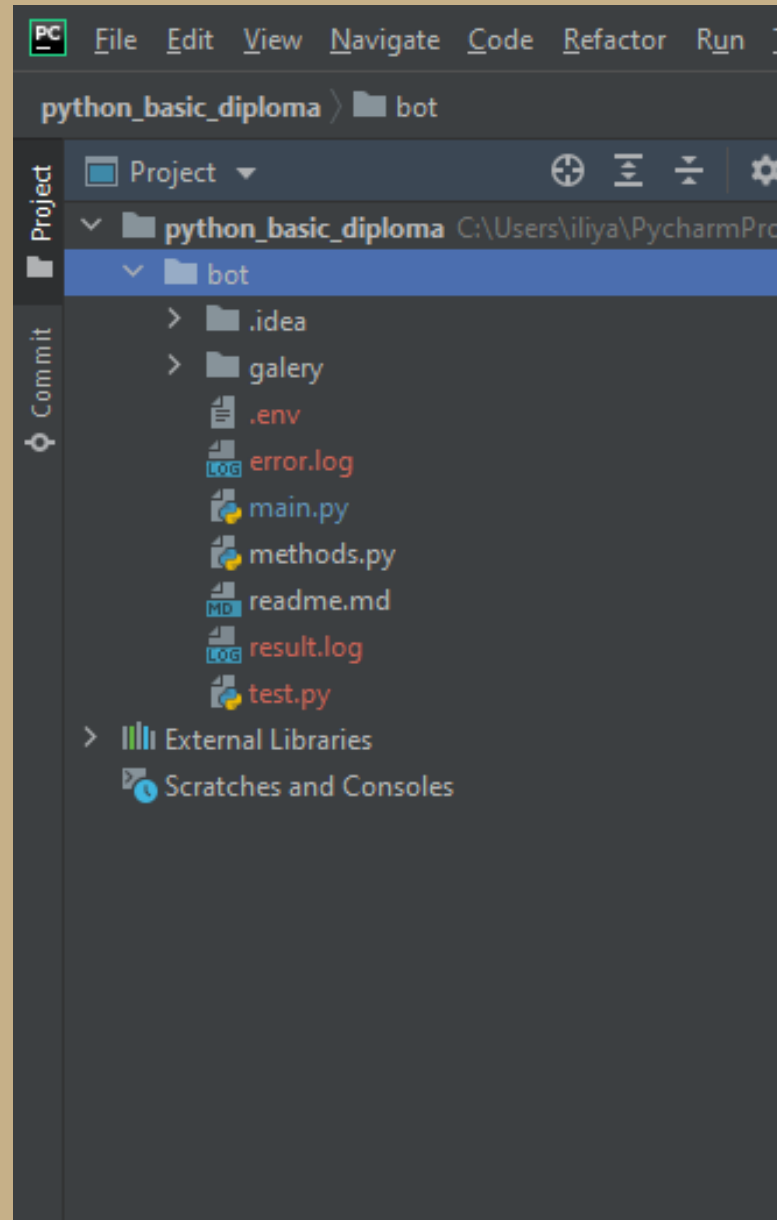 PC File Edit View Navigate Code Refactor Run
python_basic_diploma bot
Project
Project
Commit
python_basic_diploma C:\Users\iliya\PycharmPro
bot
.idea
galery
.env
LOG error.log
main.py
methods.py
MD readme.md
LOG result.log
test.py
External Libraries
Scratches and Consoles